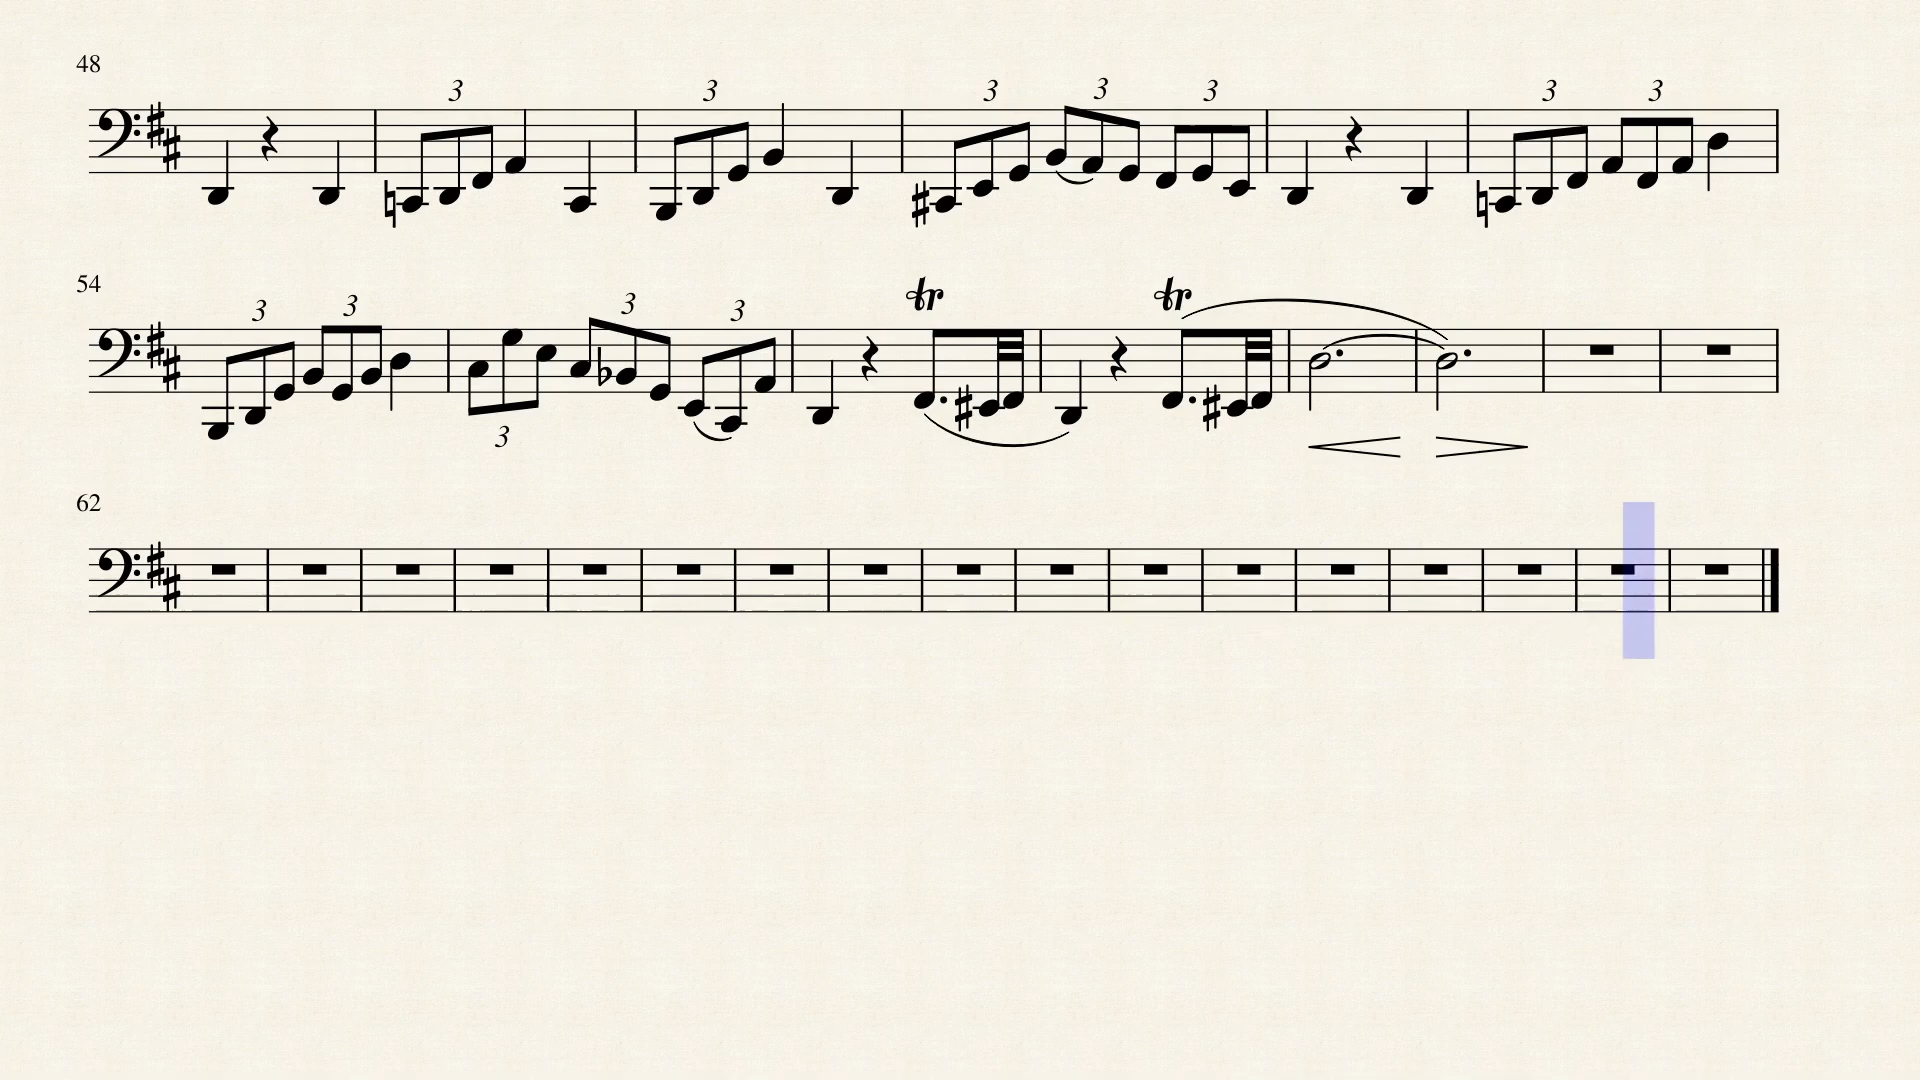 48
3 3 3 3 3 3 3
54
3 3 3 3 3
tr tr
62